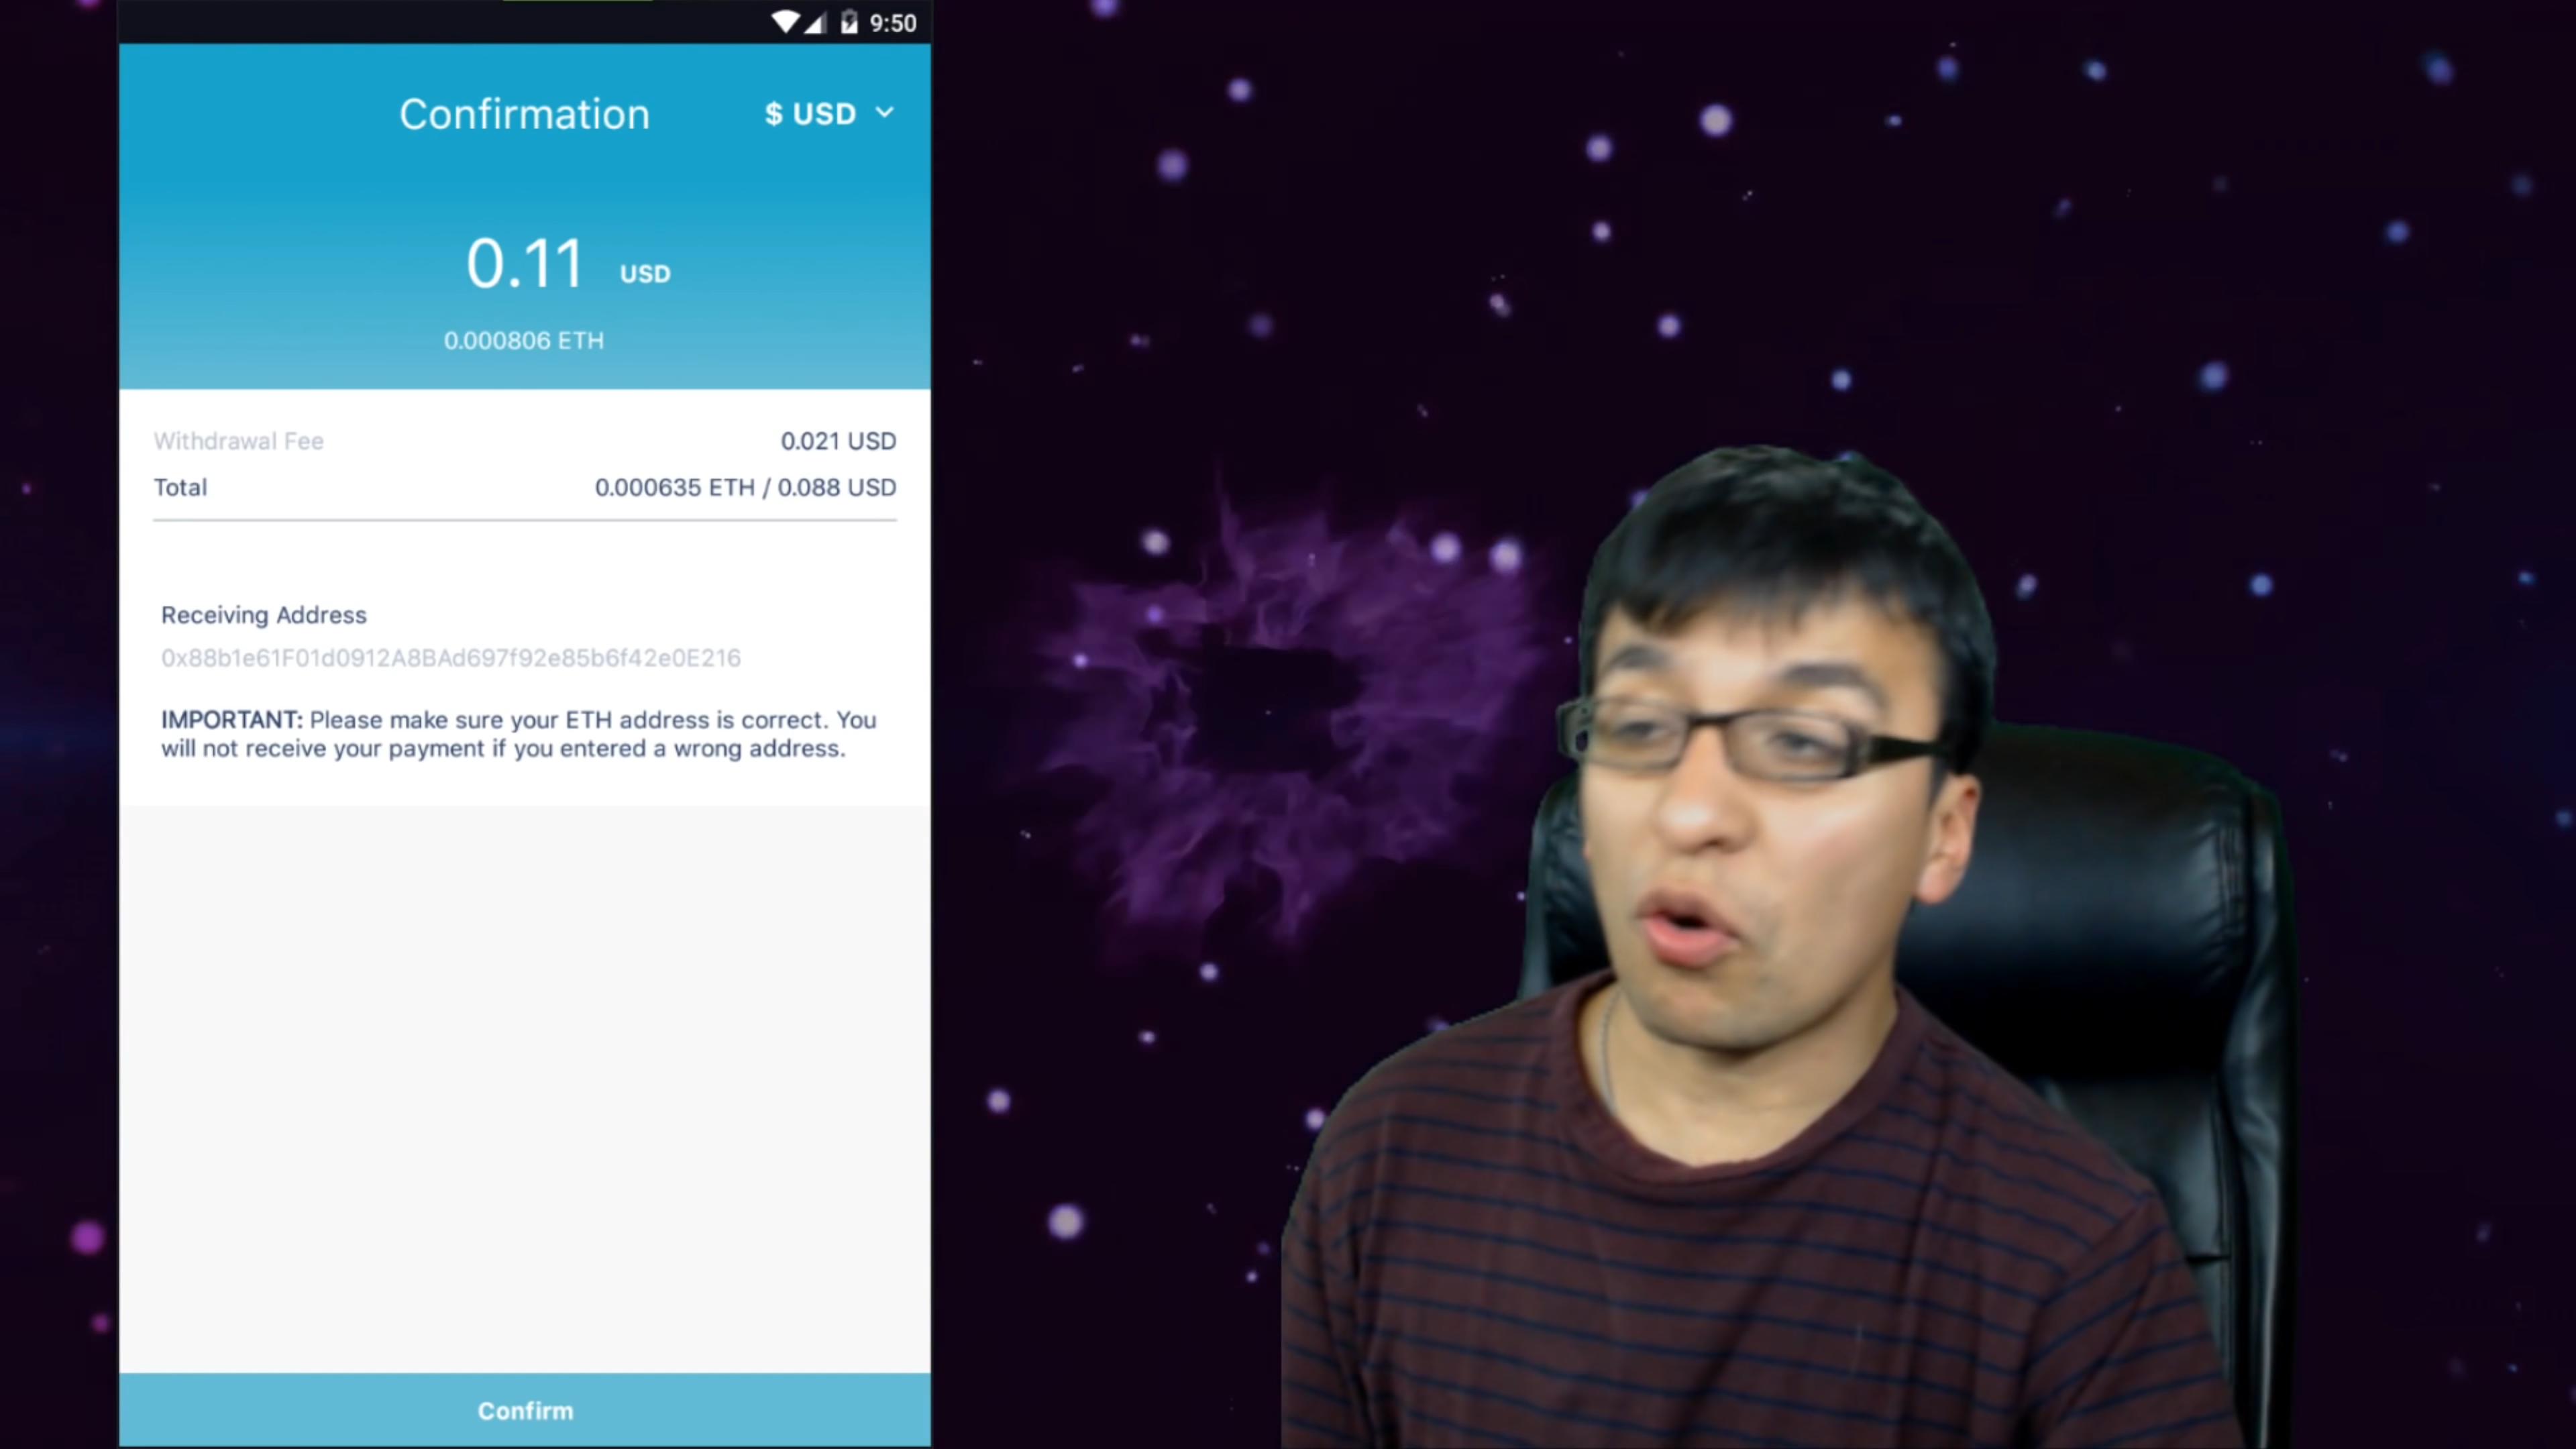 9:50
Confirmation
$ USD
0.11 USD
0.000806 ETH
Withdrawal Fee 0.021 USD
Total 0.000635 ETH / 0.088 USD
Receiving Address
0x88b1e61F01d0912A8BAd697f92e85b6f42e0E216
IMPORTANT: Please make sure your ETH address is correct. You
will not receive your payment if you entered a wrong address.
Confirm